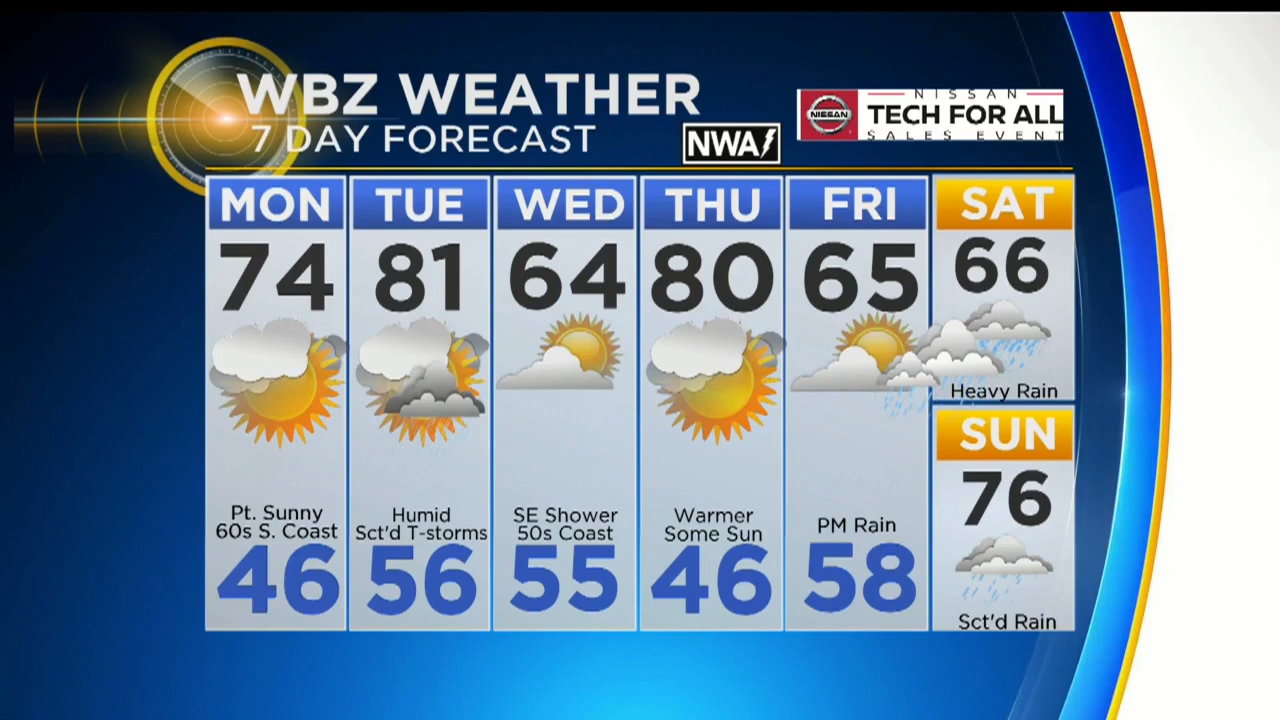 WBZ WEATHER
7 DAY FORECAST
NWA
NISSAN
NISSAN
TECH FOR ALL
SALES EVENT
MON
74
Pt. Sunny
60s S. Coast
46
TUE
81
Humid
Sct'd T-storms
56
WED
64
SE Shower
50s Coast
55
THU
80
Warmer
Some Sun
46
FRI
65
PM Rain
58
SAT
66
Heavy Rain
SUN
76
Sct'd Rain